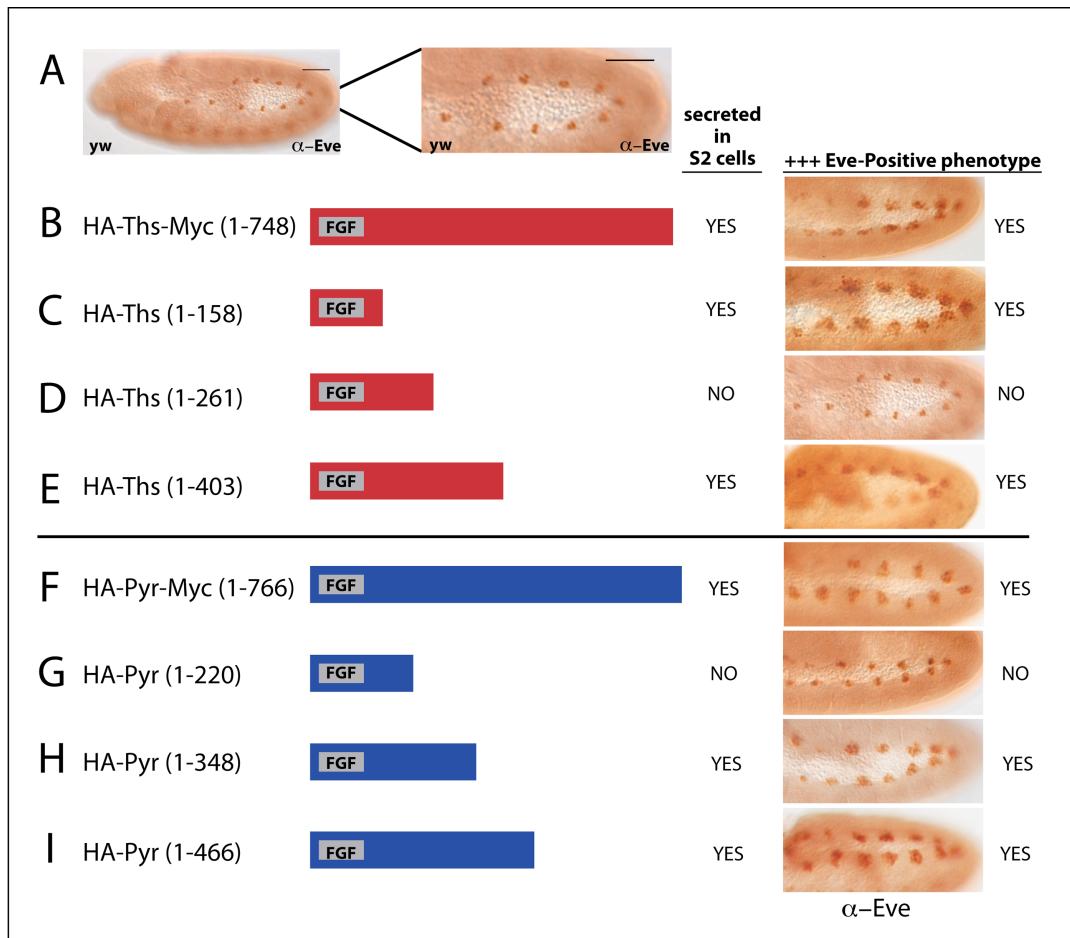 A
yw
α–Eve
yw
α–Eve
secreted
in
S2 cells
+++ Eve-Positive phenotype
B HA-Ths-Myc (1-748) FGF YES YES
C HA-Ths (1-158) FGF YES YES
D HA-Ths (1-261) FGF NO NO
E HA-Ths (1-403) FGF YES YES
F HA-Pyr-Myc (1-766) FGF YES YES
G HA-Pyr (1-220) FGF NO NO
H HA-Pyr (1-348) FGF YES YES
I HA-Pyr (1-466) FGF YES YES
α–Eve